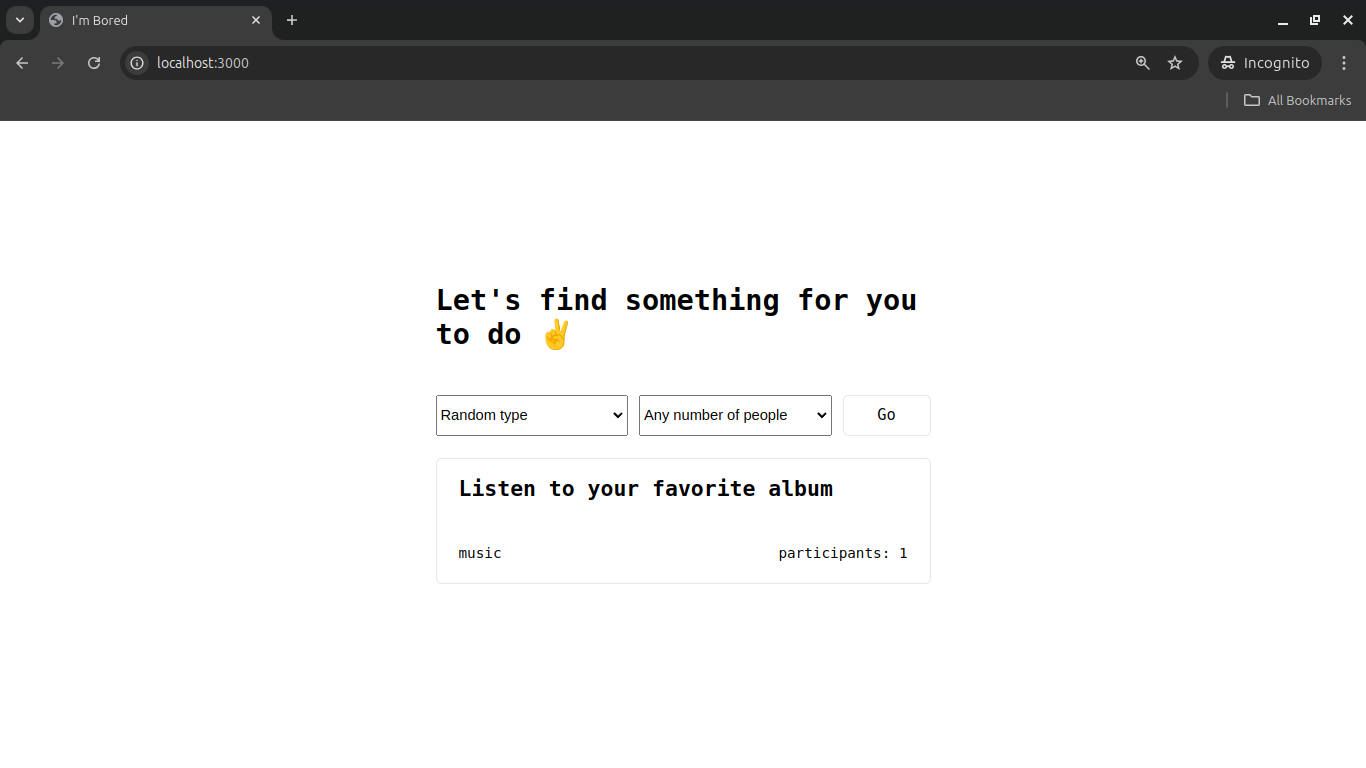 I'm Bored
localhost:3000
Incognito
All Bookmarks
Let's find something for you
to do ✌️
Random type
Any number of people
Go
Listen to your favorite album
music
participants: 1